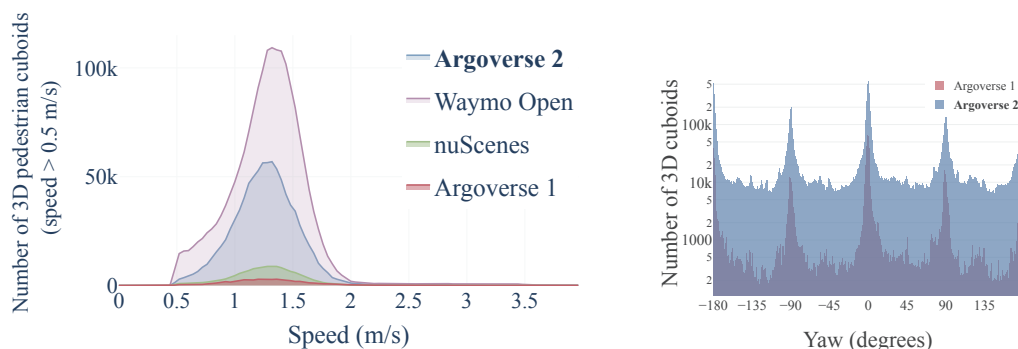 Number of 3D pedestrian cuboids
(speed > 0.5 m/s)
100k
50k
0
0
0.5
1
1.5
2
2.5
3
3.5
Speed (m/s)
Argoverse 2
Waymo Open
nuScenes
Argoverse 1
Number of 3D cuboids
5
2
100k
5
2
10k
5
2
1000
5
2
−180
−135
−90
−45
0
45
90
135
Yaw (degrees)
Argoverse 1
Argoverse 2